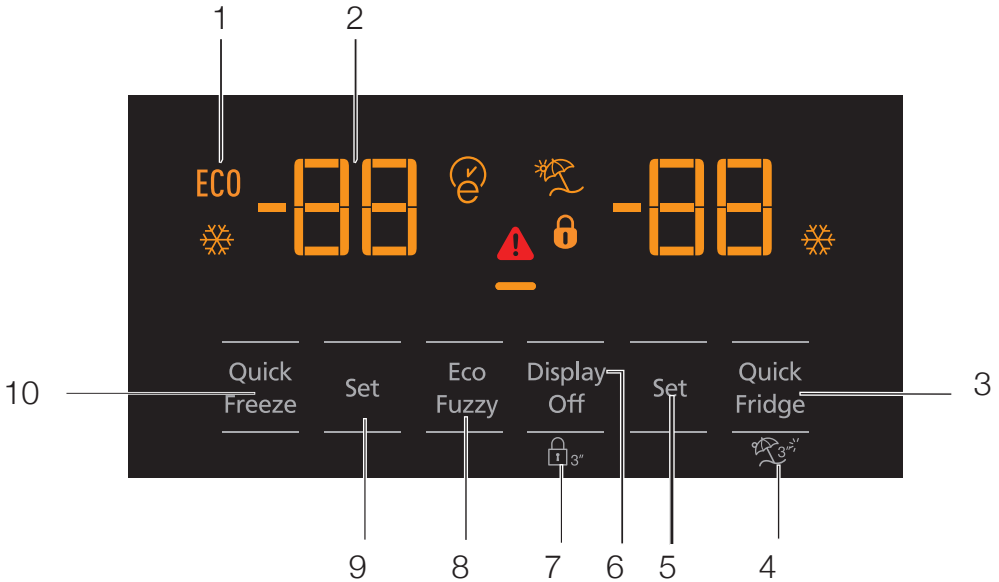 1 2
ECO -88 e -88
Quick Freeze
Set
Eco Fuzzy
Display Off
Set
Quick Fridge
3" 3"
10 3
9 8 7 6 5 4